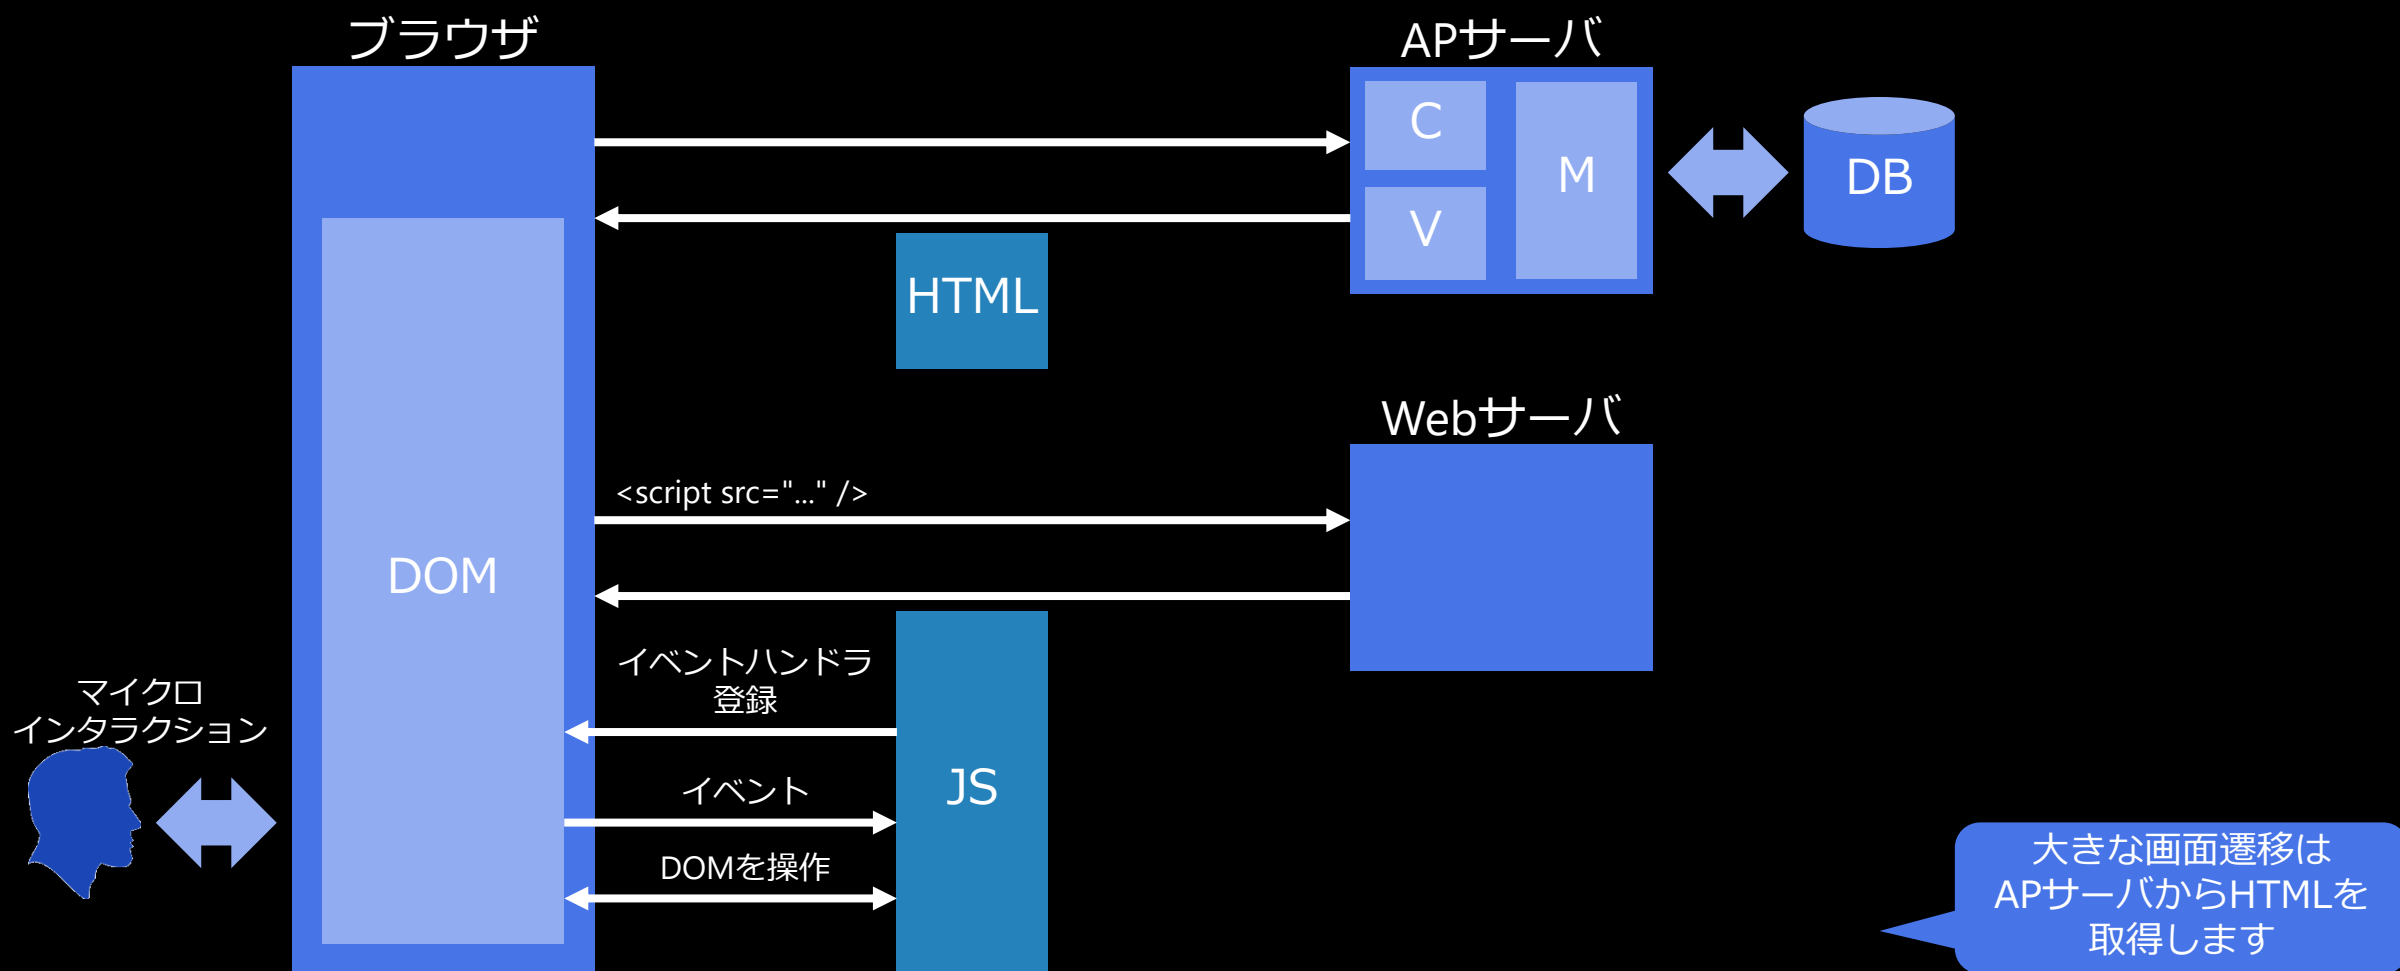 ブラウザ
APサーバ
C
M
V
DB
HTML
Webサーバ
<script src="..." />
DOM
イベントハンドラ
登録
マイクロ
インタラクション
イベント
JS
DOMを操作
大きな画面遷移は
APサーバからHTMLを
取得します